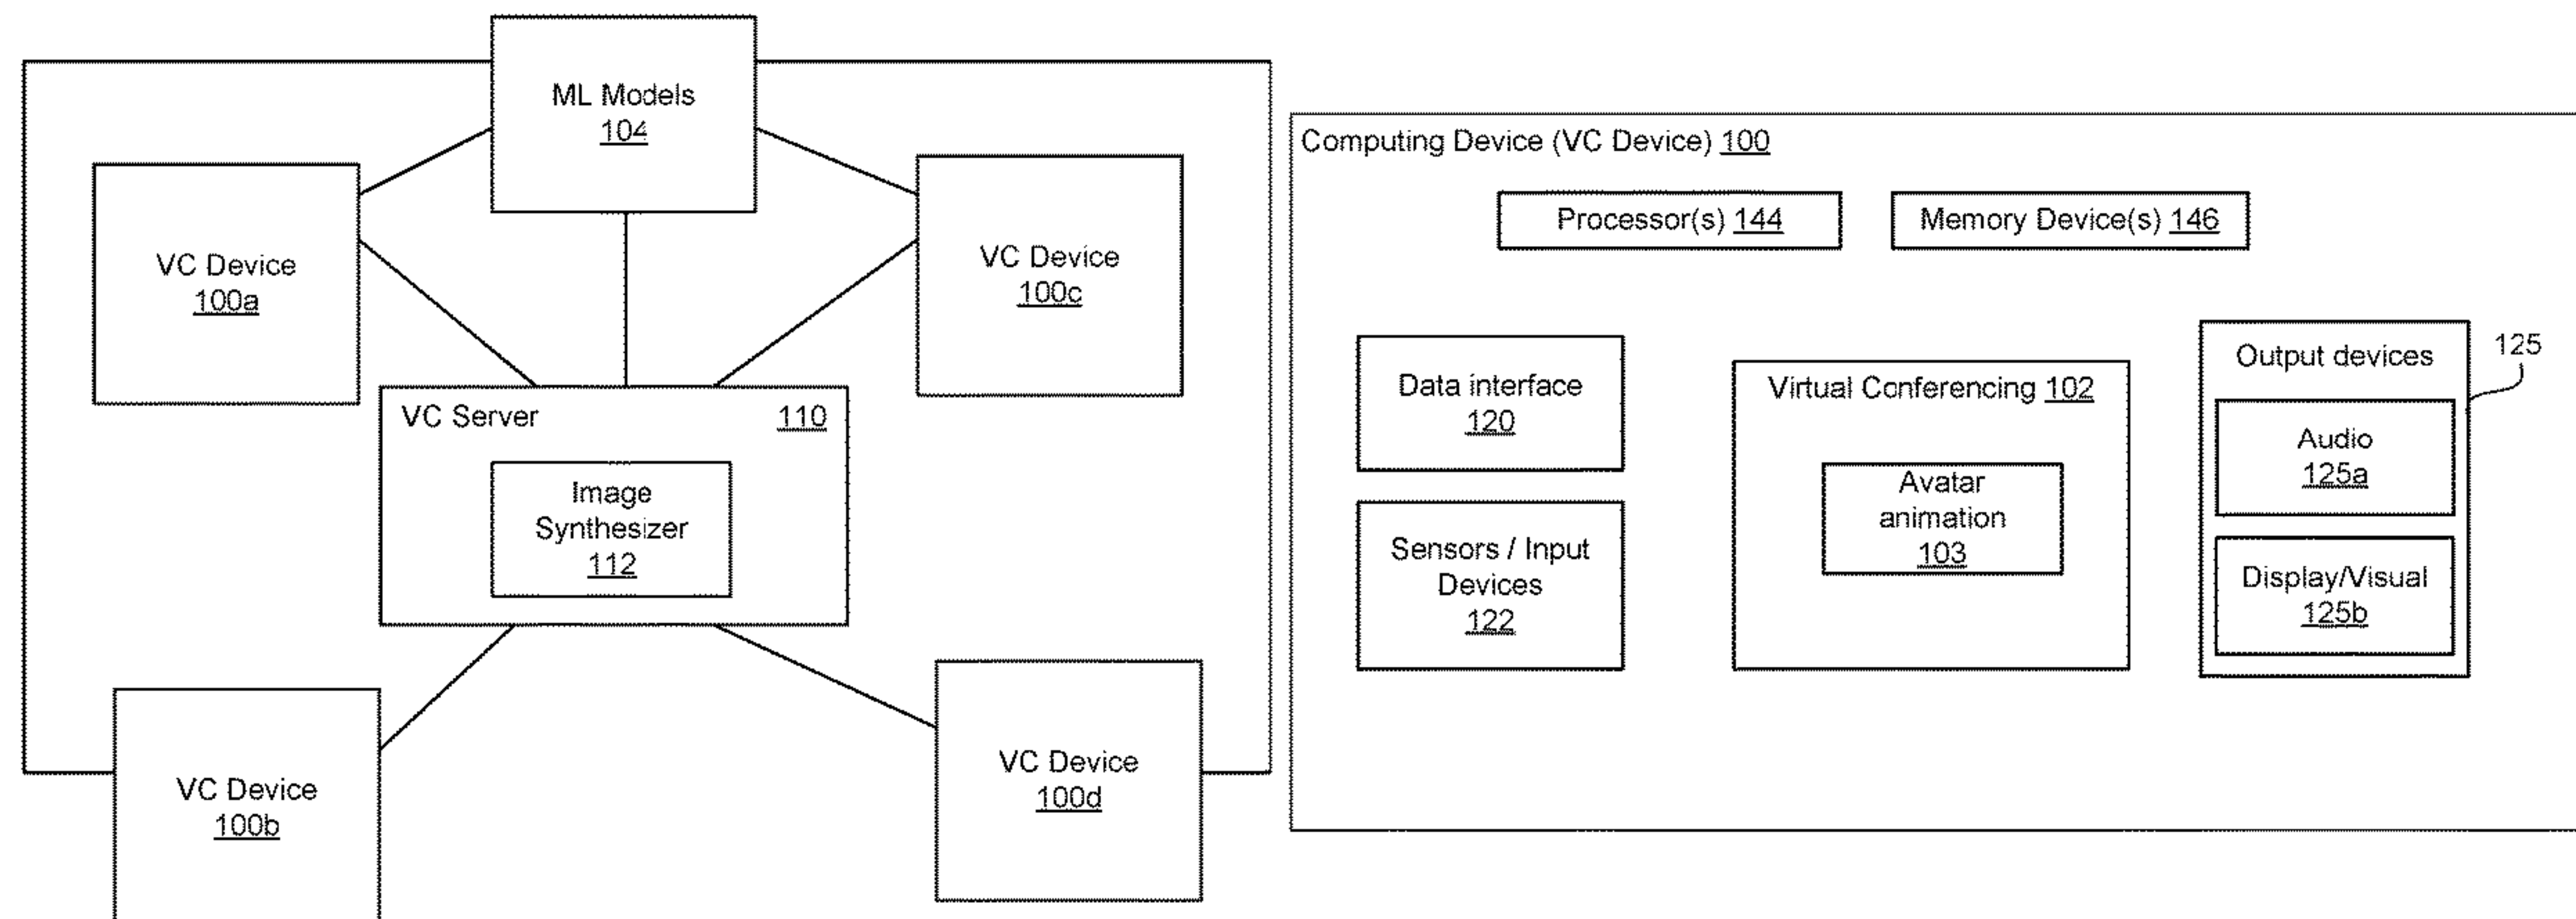 ML Models
104
VC Device
100a
VC Device
100c
VC Server
110
Image
Synthesizer
112
VC Device
100b
VC Device
100d
Computing Device (VC Device) 100
Processor(s) 144
Memory Device(s) 146
Data interface
120
Sensors / Input
Devices
122
Virtual Conferencing 102
Avatar
animation
103
Output devices
125
Audio
125a
Display/Visual
125b